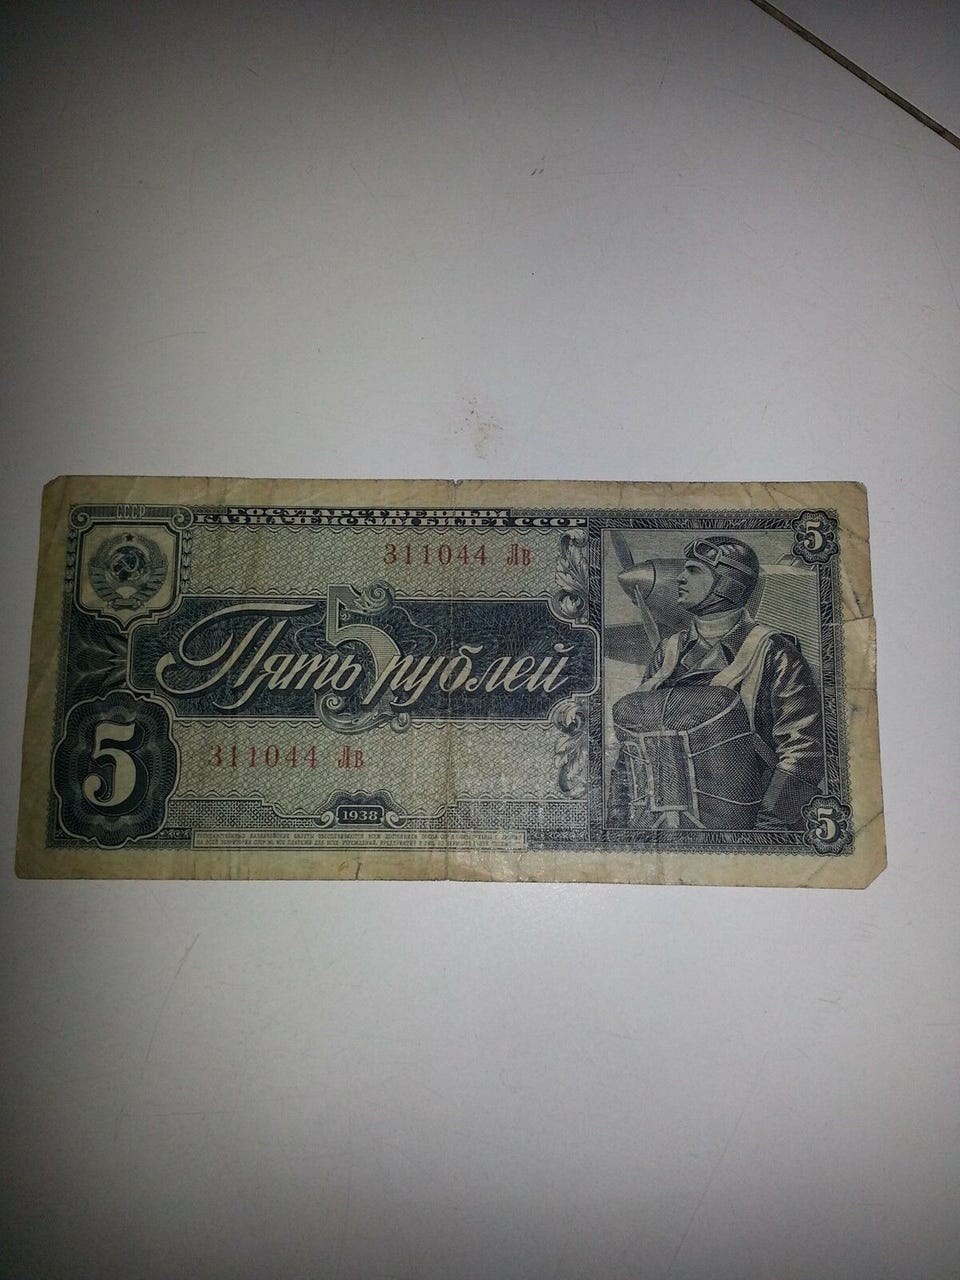 СССР
ГОСУДАРСТВЕННЫЙ
КАЗНАЧЕЙСКИЙ БИЛЕТ СССР
5
311044 Лв
5
Пять рублей
5
311044 Лв
1938
5